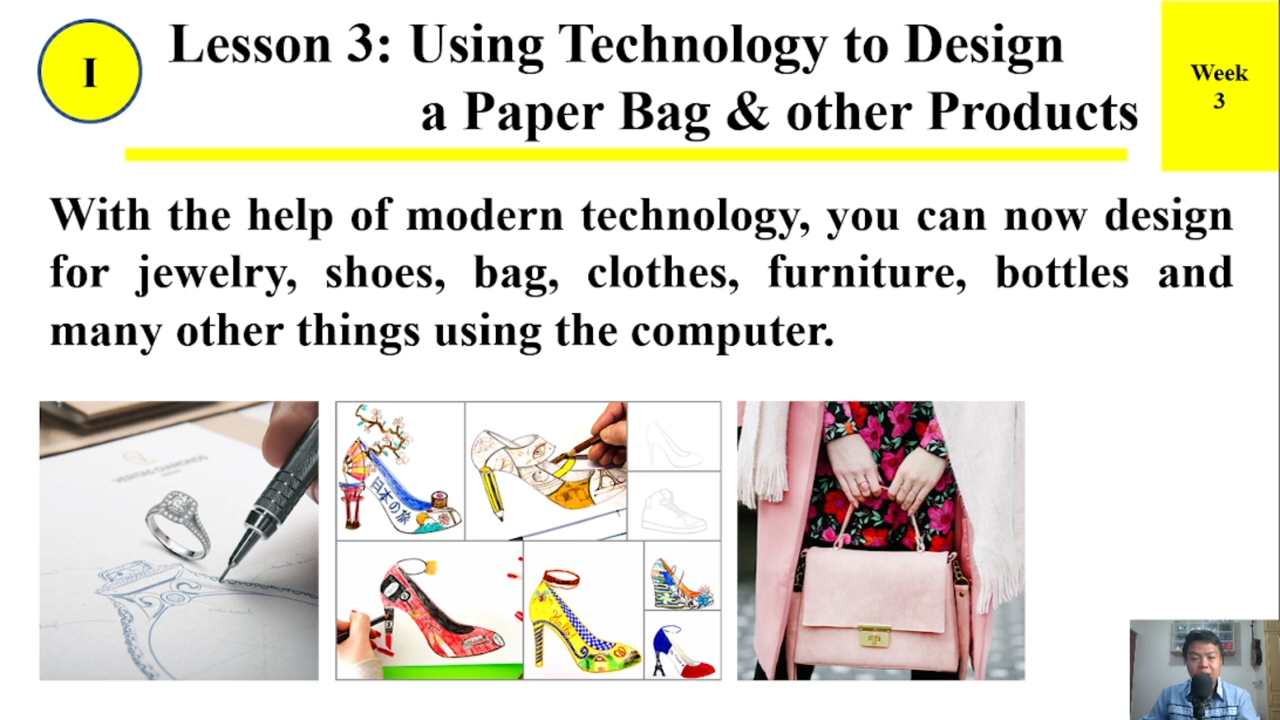 I
Lesson 3: Using Technology to Design
a Paper Bag & other Products
Week
3
With the help of modern technology, you can now design
for jewelry, shoes, bag, clothes, furniture, bottles and
many other things using the computer.
VERITAS DIAMONDS
日本の旅